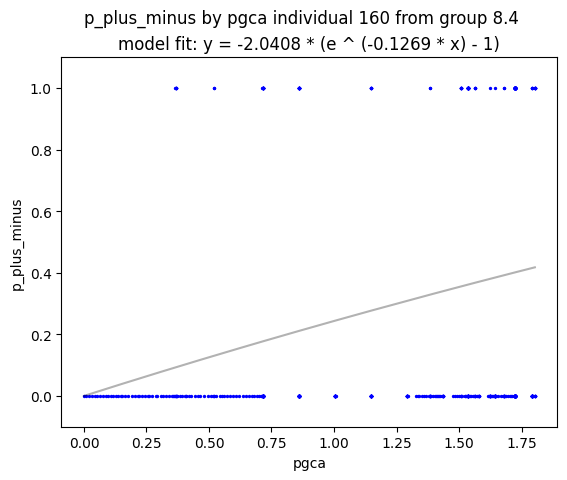 p_plus_minus by pgca individual 160 from group 8.4
model fit: y = -2.0408 * (e ^ (-0.1269 * x) - 1)
1.0
0.8
0.6
0.4
0.2
0.0
p_plus_minus
0.00 0.25 0.50 0.75 1.00 1.25 1.50 1.75
pgca